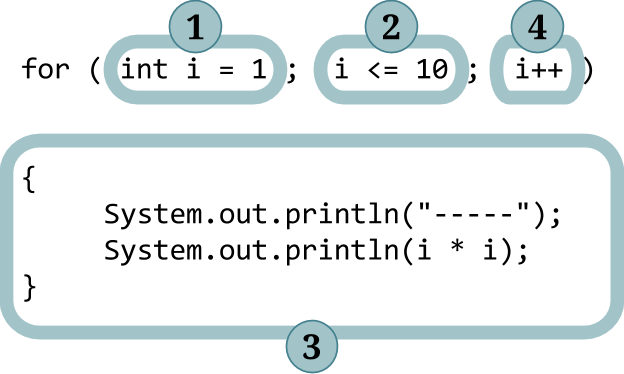 1 2 4
for ( int i = 1 ; i <= 10 ; i++ )
{
System.out.println("-----");
System.out.println(i * i);
}
3